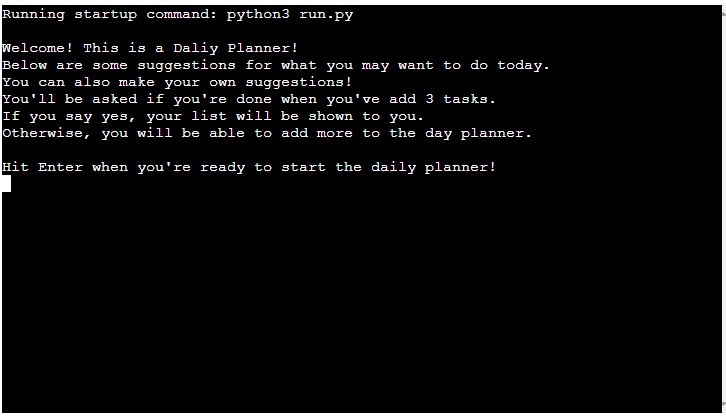 Running startup command: python3 run.py
Welcome! This is a Daliy Planner!
Below are some suggestions for what you may want to do today.
You can also make your own suggestions!
You'll be asked if you're done when you've add 3 tasks.
If you say yes, your list will be shown to you.
Otherwise, you will be able to add more to the day planner.
Hit Enter when you're ready to start the daily planner!